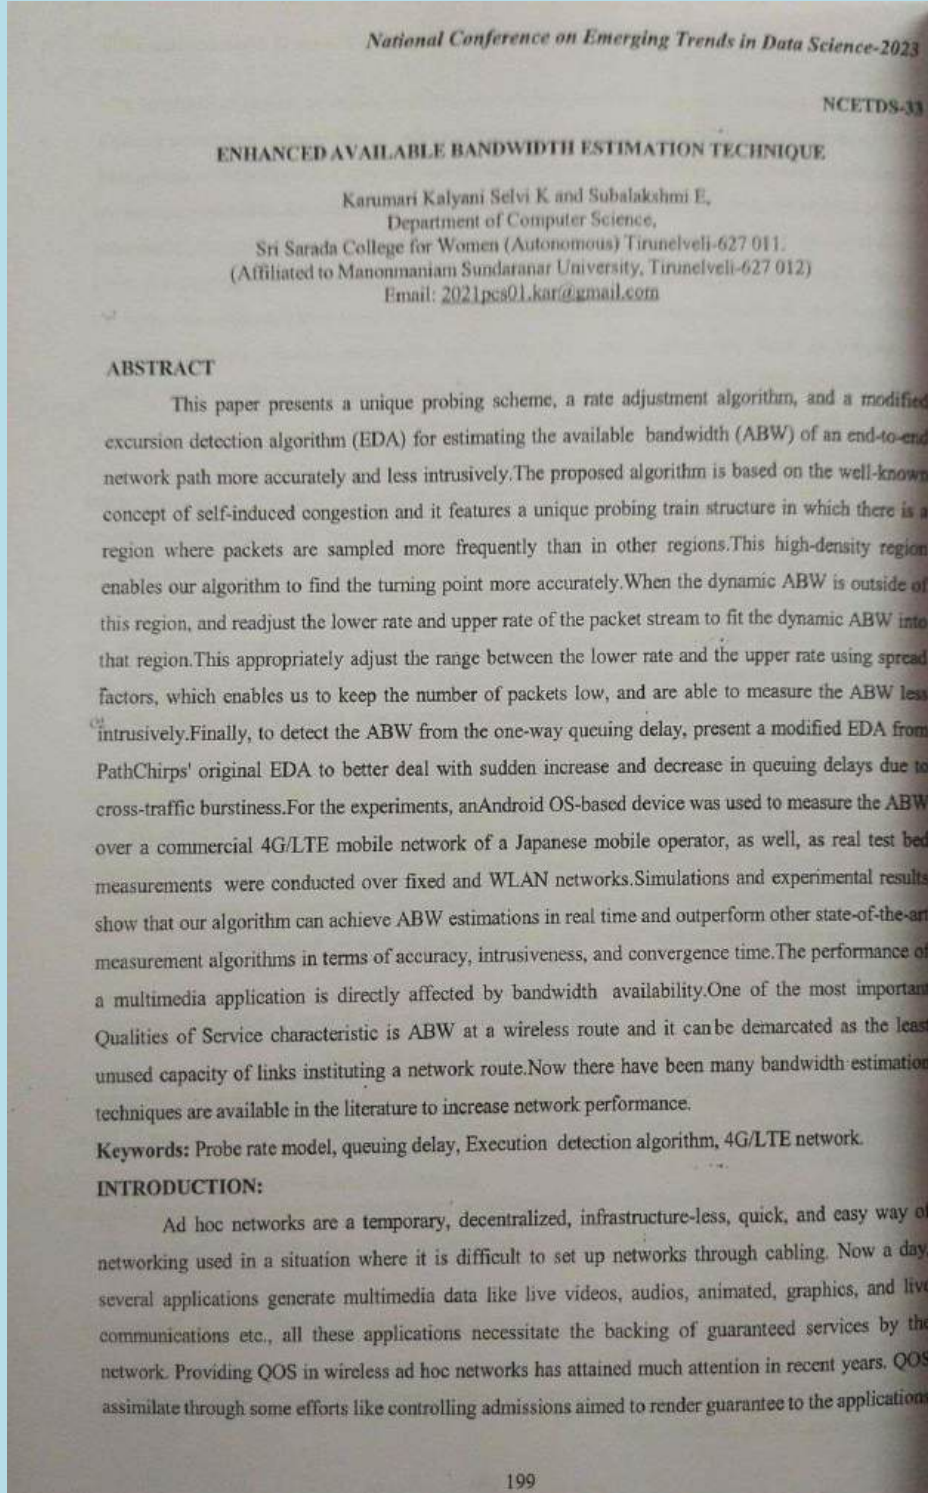 National Conference on Emerging Trends in Data Science-2023
NCETDS-33
ENHANCED AVAILABLE BANDWIDTH ESTIMATION TECHNIQUE
Karumari Kalyani Selvi K and Subalakshmi E,
Department of Computer Science,
Sri Sarada College for Women (Autonomous) Tirunelveli-627 011.
(Affiliated to Manonmaniam Sundaranar University, Tirunelveli-627 012)
Email: 2021pcs01.kar@gmail.com
ABSTRACT
This paper presents a unique probing scheme, a rate adjustment algorithm, and a modified
excursion detection algorithm (EDA) for estimating the available bandwidth (ABW) of an end-to-end
network path more accurately and less intrusively.The proposed algorithm is based on the well-known
concept of self-induced congestion and it features a unique probing train structure in which there is a
region where packets are sampled more frequently than in other regions.This high-density region
enables our algorithm to find the turning point more accurately.When the dynamic ABW is outside of
this region, and readjust the lower rate and upper rate of the packet stream to fit the dynamic ABW into
that region.This appropriately adjust the range between the lower rate and the upper rate using spread
factors, which enables us to keep the number of packets low, and are able to measure the ABW less
intrusively.Finally, to detect the ABW from the one-way queuing delay, present a modified EDA from
PathChirps' original EDA to better deal with sudden increase and decrease in queuing delays due to
cross-traffic burstiness.For the experiments, anAndroid OS-based device was used to measure the ABW
over a commercial 4G/LTE mobile network of a Japanese mobile operator, as well, as real test bed
measurements were conducted over fixed and WLAN networks.Simulations and experimental results
show that our algorithm can achieve ABW estimations in real time and outperform other state-of-the-art
measurement algorithms in terms of accuracy, intrusiveness, and convergence time.The performance of
a multimedia application is directly affected by bandwidth availability.One of the most important
Qualities of Service characteristic is ABW at a wireless route and it can be demarcated as the least
unused capacity of links instituting a network route.Now there have been many bandwidth estimation
techniques are available in the literature to increase network performance.
Keywords: Probe rate model, queuing delay, Execution detection algorithm, 4G/LTE network.
INTRODUCTION:
Ad hoc networks are a temporary, decentralized, infrastructure-less, quick, and easy way of
networking used in a situation where it is difficult to set up networks through cabling. Now a day,
several applications generate multimedia data like live videos, audios, animated, graphics, and live
communications etc., all these applications necessitate the backing of guaranteed services by the
network. Providing QOS in wireless ad hoc networks has attained much attention in recent years. QOS
assimilate through some efforts like controlling admissions aimed to render guarantee to the applications
199